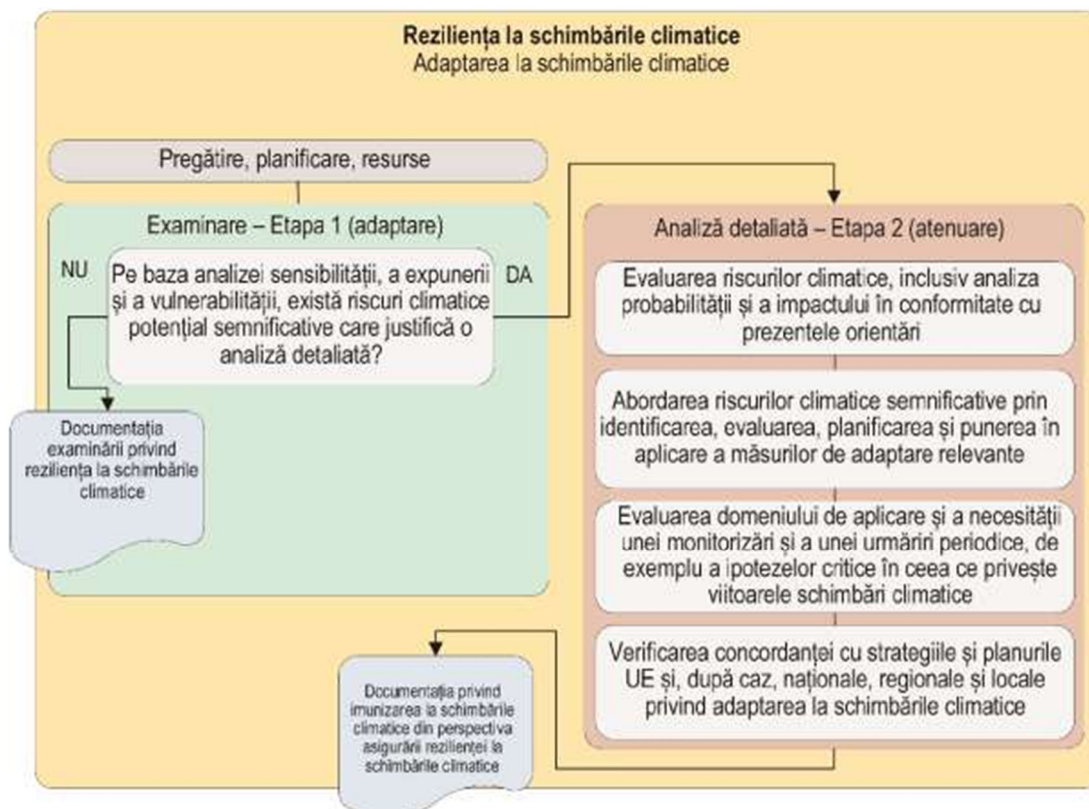 Reziliența la schimbările climatice
Adaptarea la schimbările climatice
Pregătire, planificare, resurse
Examinare – Etapa 1 (adaptare)
NU
Pe baza analizei sensibilității, a expunerii
și a vulnerabilității, există riscuri climatice
potențial semnificative care justifică o
analiză detaliată?
DA
Documentația
examinării privind
reziliența la schimbările
climatice
Analiză detaliată – Etapa 2 (atenuare)
Evaluarea riscurilor climatice, inclusiv analiza
probabilității și a impactului în conformitate cu
prezentele orientări
Abordarea riscurilor climatice semnificative prin
identificarea, evaluarea, planificarea și punerea în
aplicare a măsurilor de adaptare relevante
Evaluarea domeniului de aplicare și a necesității
unei monitorizări și a unei urmăriri periodice, de
exemplu a ipotezelor critice în ceea ce privește
viitoarele schimbări climatice
Verificarea concordanței cu strategiile și planurile
UE și, după caz, naționale, regionale și locale
privind adaptarea la schimbările climatice
Documentația privind
imunizarea la schimbările
climatice din perspectiva
asigurării rezilienței la
schimbările climatice